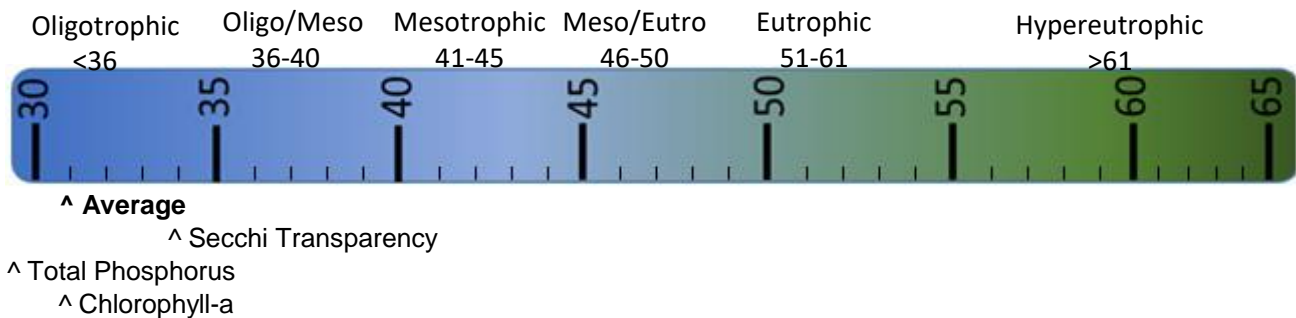 Oligotrophic Oligo/Meso Mesotrophic Meso/Eutro Eutrophic Hypereutrophic
<36 36-40 41-45 46-50 51-61 >61
30 35 40 45 50 55 60 65
^ Average
^ Secchi Transparency
^ Total Phosphorus
^ Chlorophyll-a